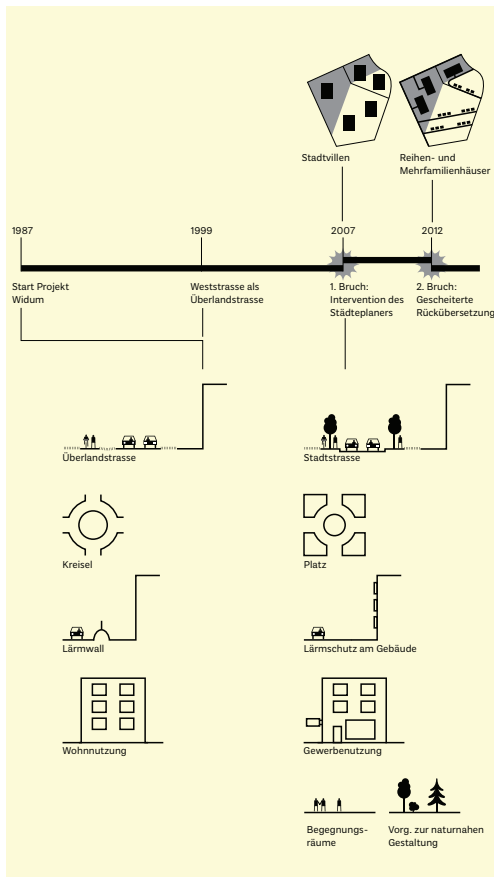 Stadtvillen
Reihen- und
Mehrfamilienhäuser
1987
1999
2007
2012
Start Projekt
Widum
Weststrasse als
Überlandstrasse
1. Bruch:
Intervention des
Städteplaners
2. Bruch:
Gescheiterte
Rückübersetzung
Überlandstrasse
Stadtstrasse
Kreisel
Platz
Lärmwall
Lärmschutz am Gebäude
Wohnnutzung
Gewerbenutzung
Begegnungs-
räume
Vorg. zur naturnahen
Gestaltung